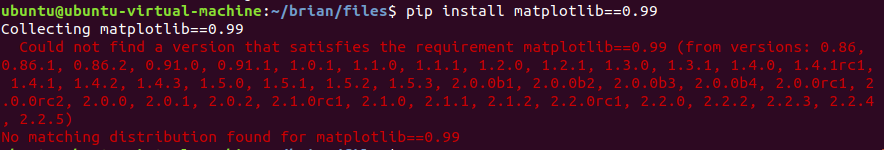 ubuntu@ubuntu-virtual-machine:~/brian/files$ pip install matplotlib==0.99
Collecting matplotlib==0.99
Could not find a version that satisfies the requirement matplotlib==0.99 (from versions: 0.86,
0.86.1, 0.86.2, 0.91.0, 0.91.1, 1.0.1, 1.1.0, 1.1.1, 1.2.0, 1.2.1, 1.3.0, 1.3.1, 1.4.0, 1.4.1rc1,
1.4.1, 1.4.2, 1.4.3, 1.5.0, 1.5.1, 1.5.2, 1.5.3, 2.0.0b1, 2.0.0b2, 2.0.0b3, 2.0.0b4, 2.0.0rc1, 2
.0.0rc2, 2.0.0, 2.0.1, 2.0.2, 2.1.0rc1, 2.1.0, 2.1.1, 2.1.2, 2.2.0rc1, 2.2.0, 2.2.2, 2.2.3, 2.2.4
, 2.2.5)
No matching distribution found for matplotlib==0.99